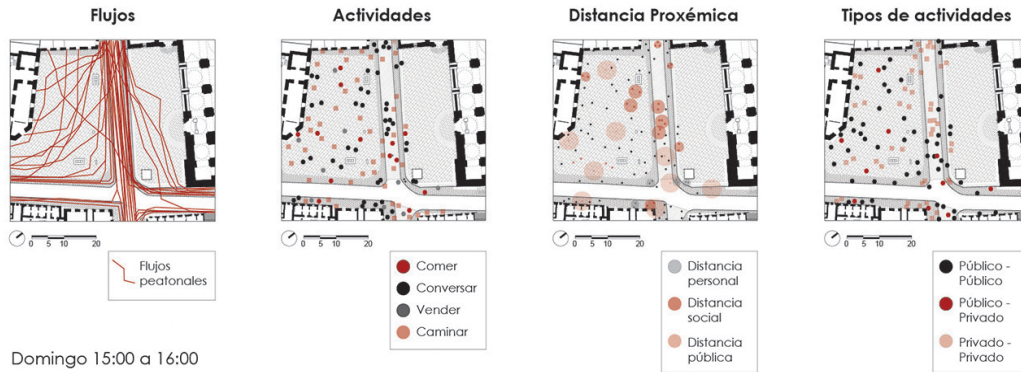 Flujos
Actividades
Distancia Proxémica
Tipos de actividades
0 5 10 20
0 5 10 20
0 5 10 20
0 5 10 20
Flujos
peatonales
Comer
Conversar
Vender
Caminar
Distancia
personal
Distancia
social
Distancia
pública
Público -
Público
Público -
Privado
Privado -
Privado
Domingo 15:00 a 16:00